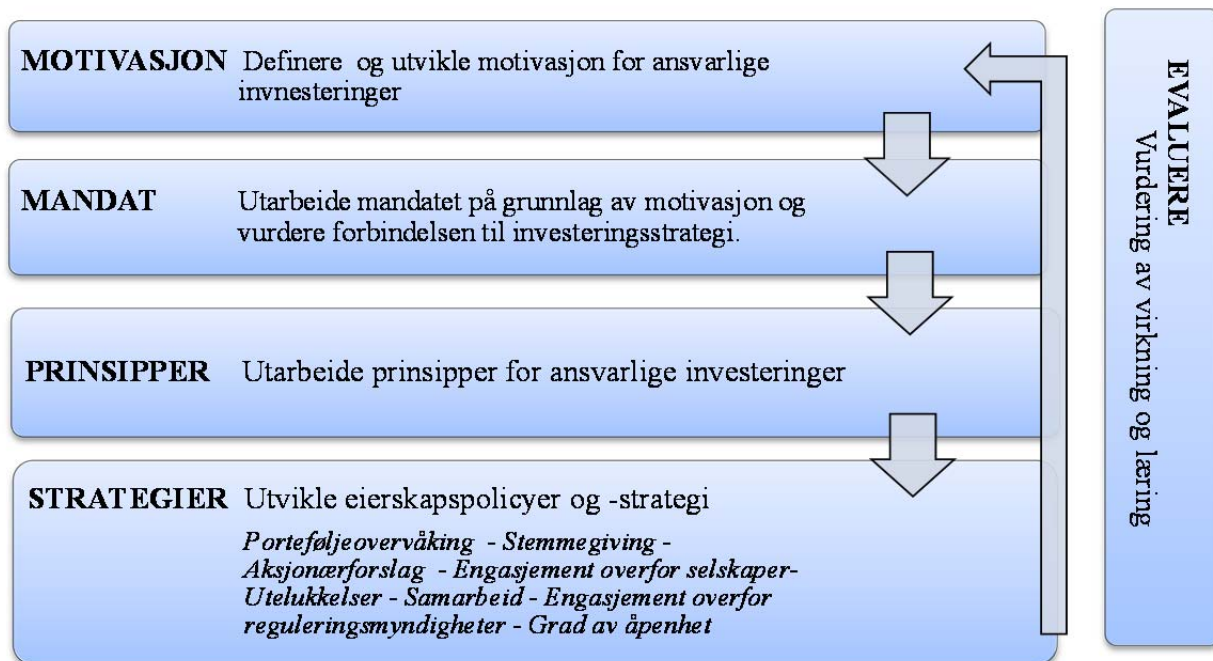 MOTIVASJON Definere og utvikle motivasjon for ansvarlige
invnesteringer
MANDAT Utarbeide mandatet på grunnlag av motivasjon og
vurdere forbindelsen til investeringsstrategi.
PRINSIPPER Utarbeide prinsipper for ansvarlige investeringer
STRATEGIER Utvikle eierskapspolicyer og -strategi
Porteføljeovervåking - Stemmegiving -
Aksjonærforslag - Engasjement overfor selskaper-
Utelukkelser - Samarbeid - Engasjement overfor
reguleringsmyndigheter - Grad av åpenhet
EVALUERE
Vurdering av virkning og læring